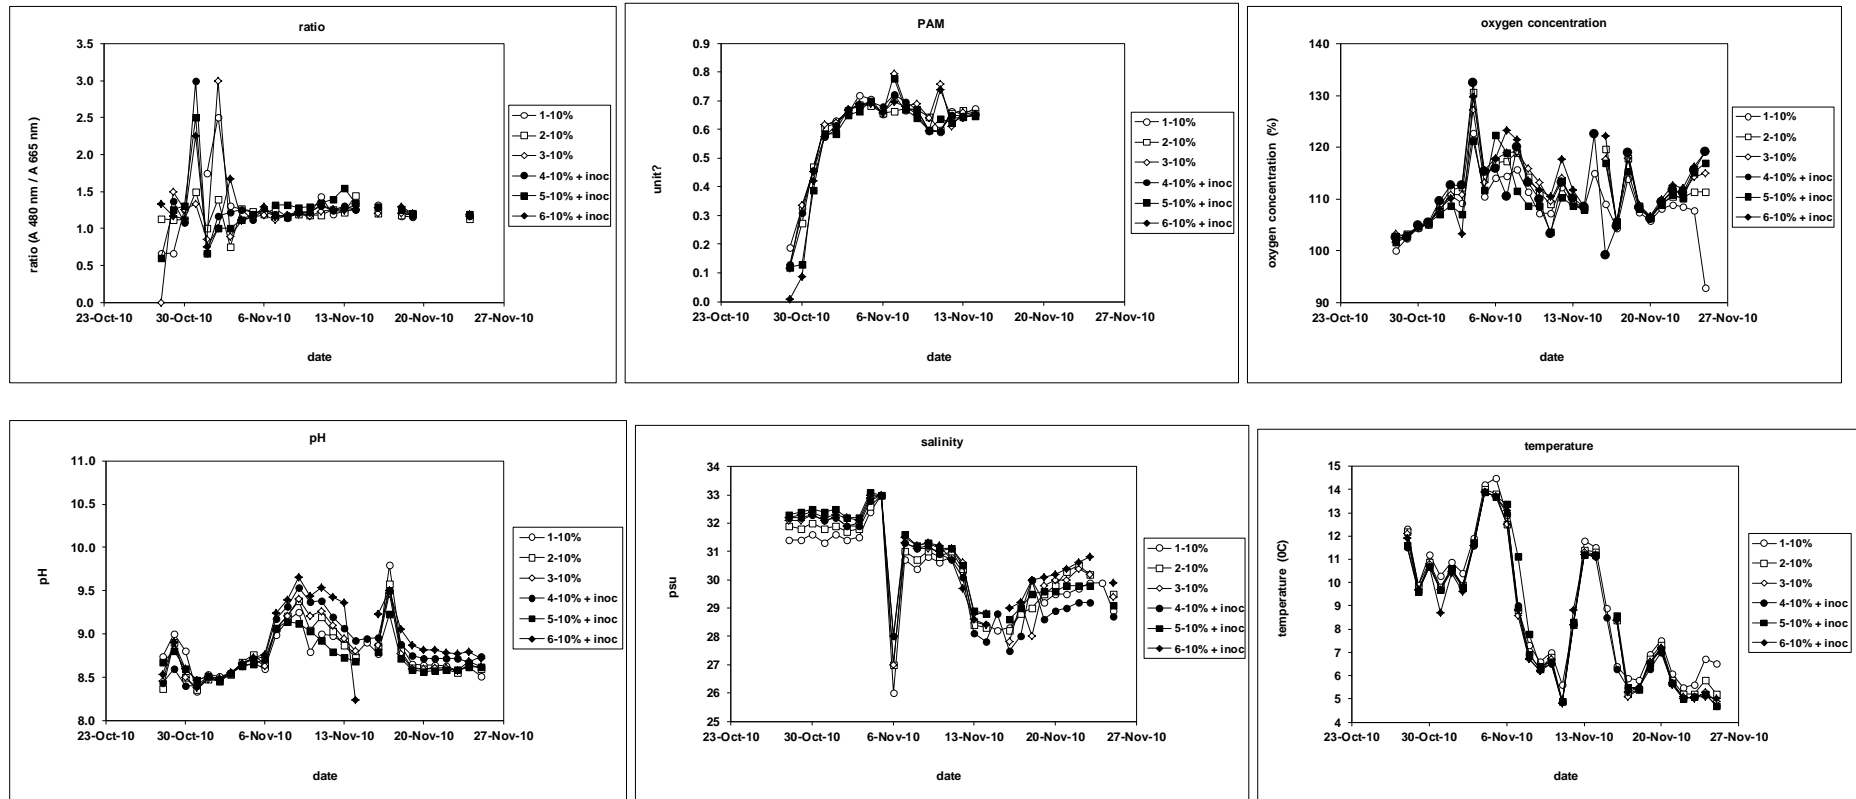 ratio
ratio (A 480 nm / A 665 nm)
3.5
3.0
2.5
2.0
1.5
1.0
0.5
0.0
23-Oct-10 30-Oct-10 6-Nov-10 13-Nov-10 20-Nov-10 27-Nov-10
date
1-10%
2-10%
3-10%
4-10% + inoc
5-10% + inoc
6-10% + inoc
PAM
unit?
0.9
0.8
0.7
0.6
0.5
0.4
0.3
0.2
0.1
0.0
23-Oct-10 30-Oct-10 6-Nov-10 13-Nov-10 20-Nov-10 27-Nov-10
date
1-10%
2-10%
3-10%
4-10% + inoc
5-10% + inoc
6-10% + inoc
oxygen concentration
oxygen concentration (%)
140
130
120
110
100
90
23-Oct-10 30-Oct-10 6-Nov-10 13-Nov-10 20-Nov-10 27-Nov-10
date
1-10%
2-10%
3-10%
4-10% + inoc
5-10% + inoc
6-10% + inoc
pH
pH
11.0
10.0
9.5
9.0
8.5
8.0
23-Oct-10 30-Oct-10 6-Nov-10 13-Nov-10 20-Nov-10 27-Nov-10
date
1-10%
2-10%
3-10%
4-10% + inoc
5-10% + inoc
6-10% + inoc
salinity
psu
34
33
32
31
30
29
28
27
26
25
23-Oct-10 30-Oct-10 6-Nov-10 13-Nov-10 20-Nov-10 27-Nov-10
date
1-10%
2-10%
3-10%
4-10% + inoc
5-10% + inoc
6-10% + inoc
temperature
temperature (0C)
15
14
13
12
11
10
9
8
7
6
5
4
23-Oct-10 30-Oct-10 6-Nov-10 13-Nov-10 20-Nov-10 27-Nov-10
date
1-10%
2-10%
3-10%
4-10% + inoc
5-10% + inoc
6-10% + inoc